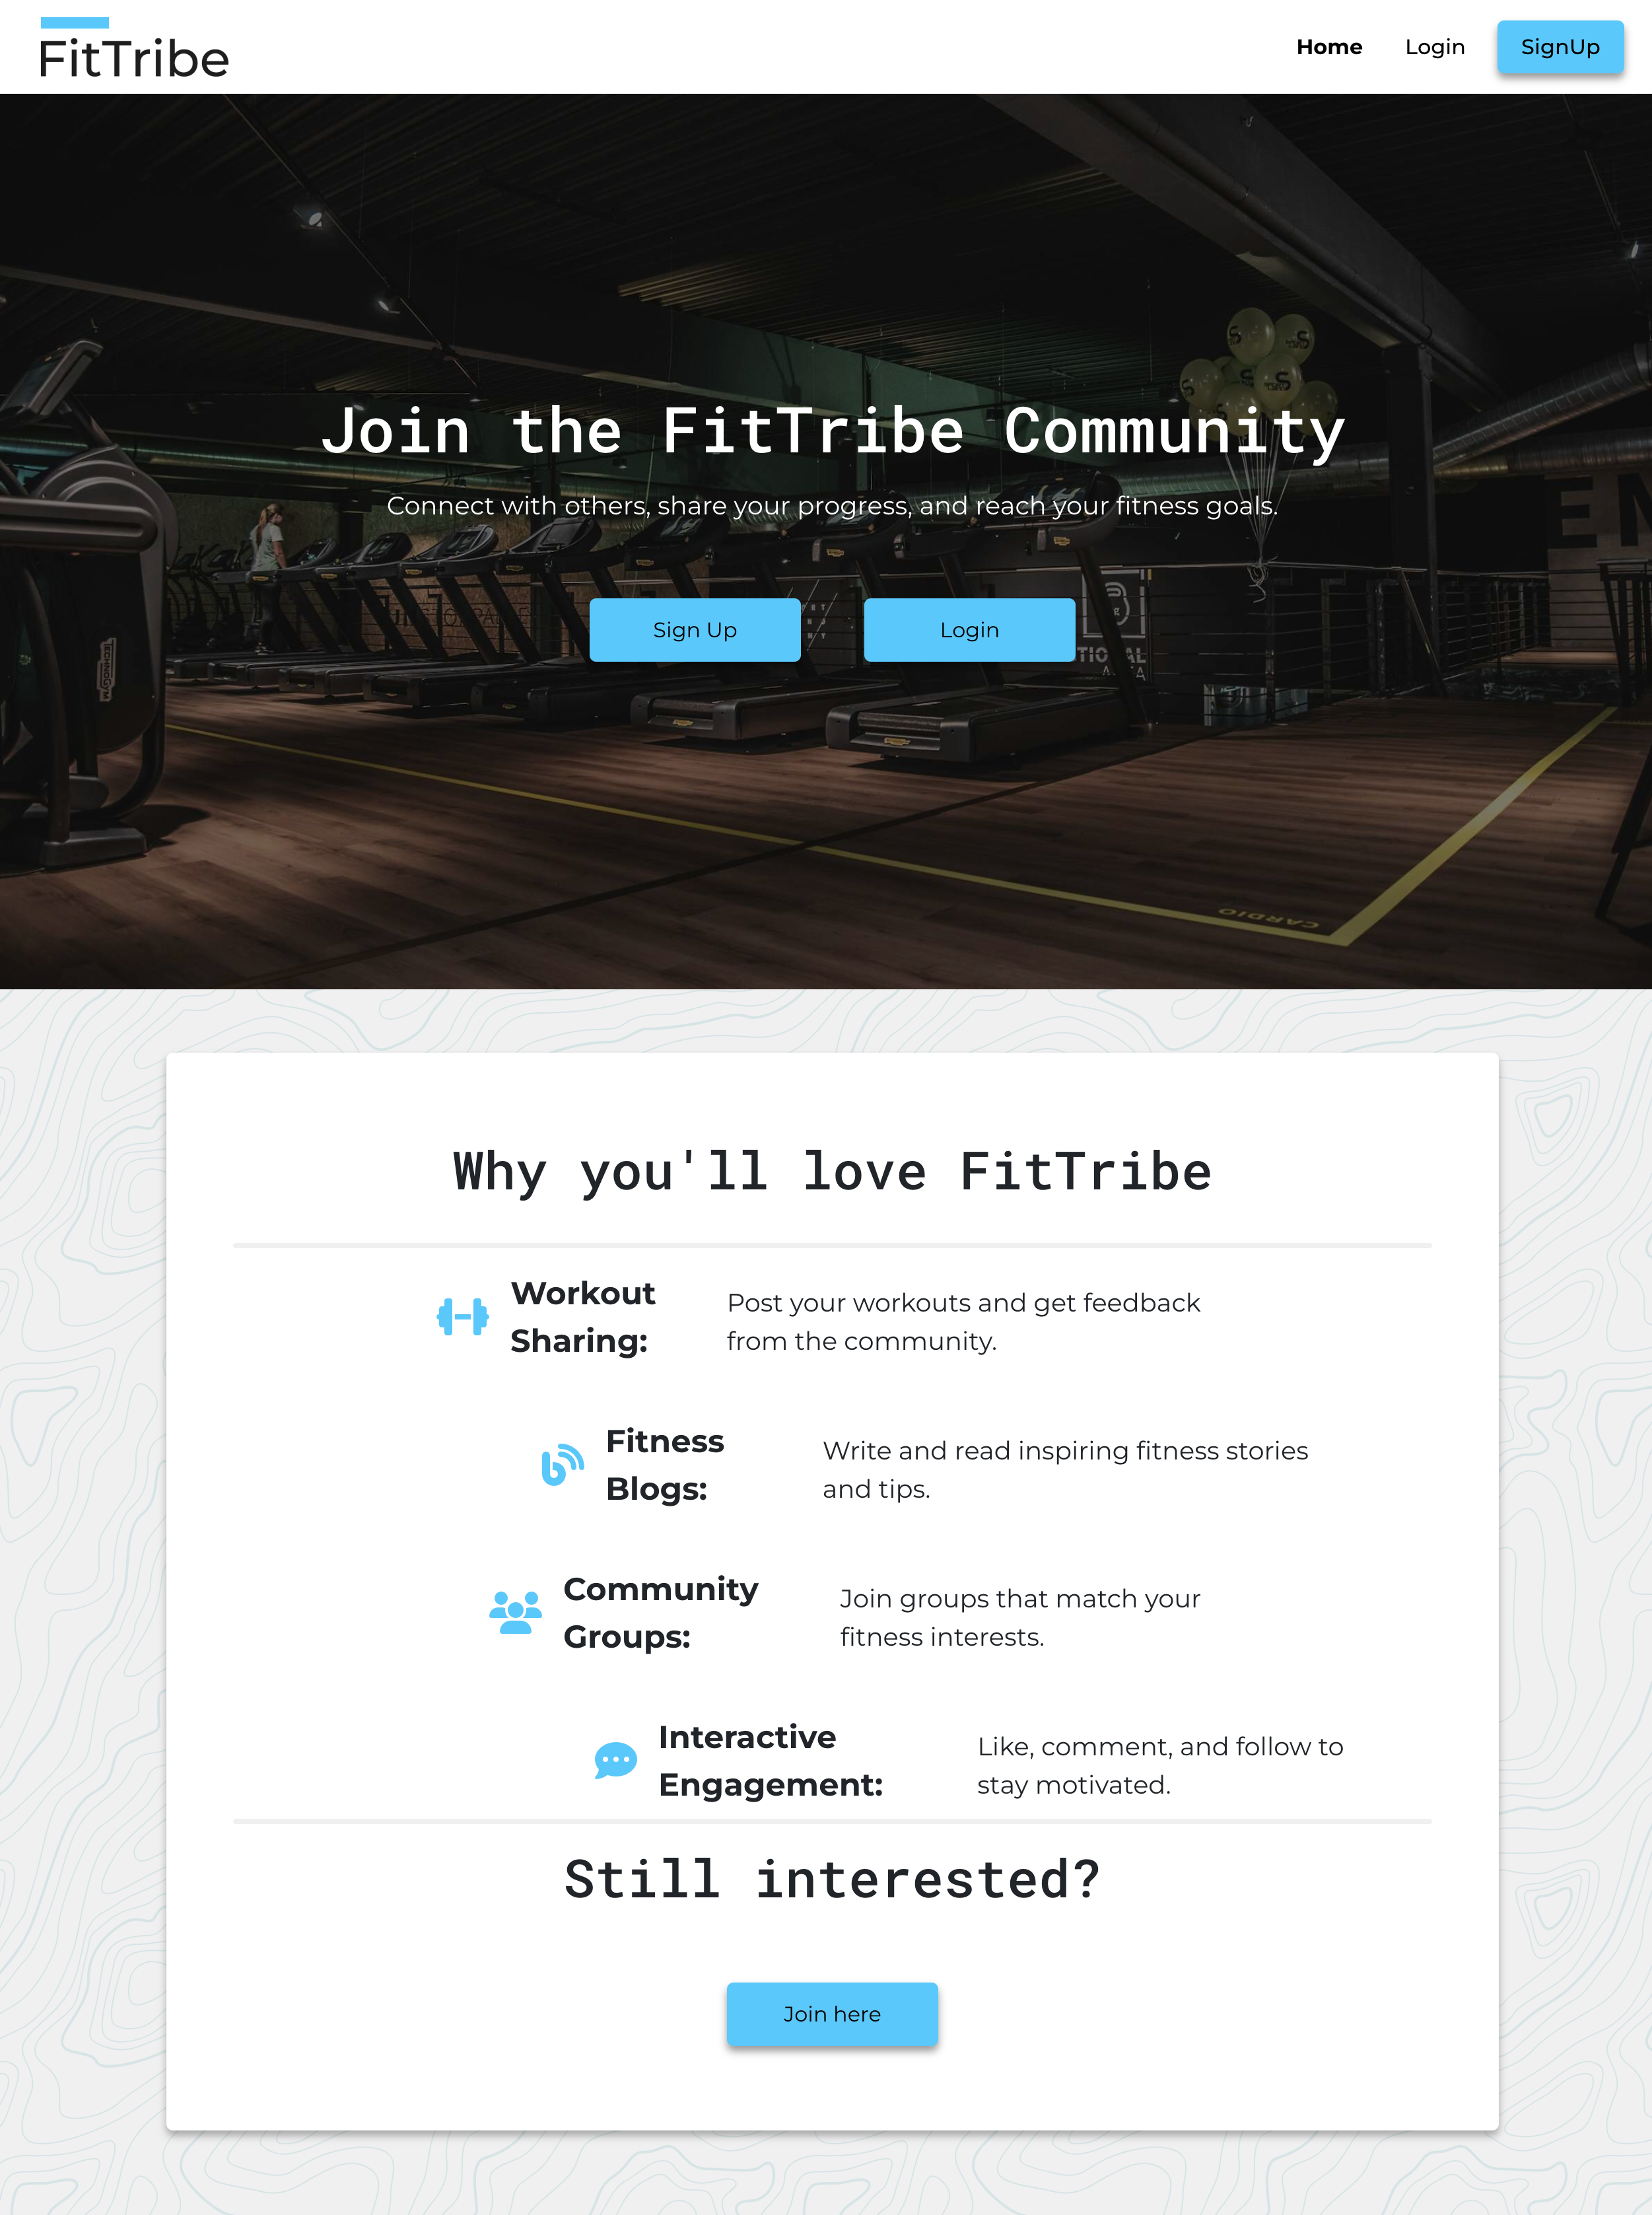 FitTribe
Home Login SignUp
Join the FitTribe Community
Connect with others, share your progress, and reach your fitness goals.
Sign Up Login
TECHNOGYM
CARDIO
Why you'll love FitTribe
Workout
Sharing:
Post your workouts and get feedback
from the community.
Fitness
Blogs:
Write and read inspiring fitness stories
and tips.
Community
Groups:
Join groups that match your
fitness interests.
Interactive
Engagement:
Like, comment, and follow to
stay motivated.
Still interested?
Join here